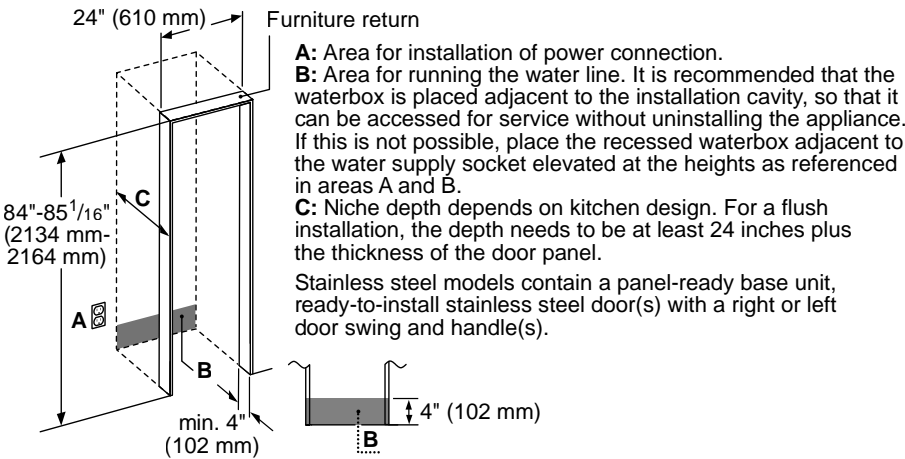 24" (610 mm)
Furniture return
A: Area for installation of power connection.
B: Area for running the water line. It is recommended that the
waterbox is placed adjacent to the installation cavity, so that it
can be accessed for service without uninstalling the appliance.
If this is not possible, place the recessed waterbox adjacent to
the water supply socket elevated at the heights as referenced
in areas A and B.
C: Niche depth depends on kitchen design. For a flush
installation, the depth needs to be at least 24 inches plus
the thickness of the door panel.
Stainless steel models contain a panel-ready base unit,
ready-to-install stainless steel door(s) with a right or left
door swing and handle(s).
C
84"-85 1/16"
(2134 mm-
2164 mm)
A
B
min. 4"
(102 mm)
4" (102 mm)
B